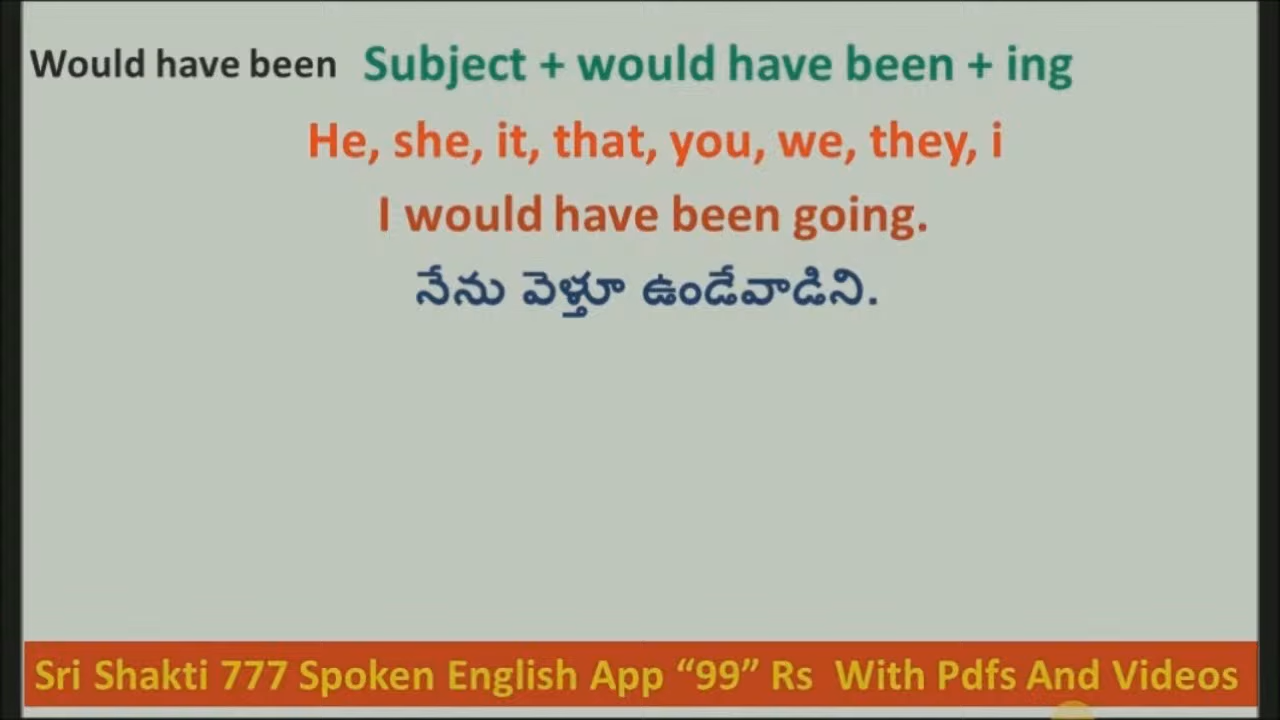 Would have been Subject + would have been + ing
He, she, it, that, you, we, they, i
I would have been going.
నేను వెళ్తూ ఉండేవాడిని.
Sri Shakti 777 Spoken English App “99” Rs With Pdfs And Videos